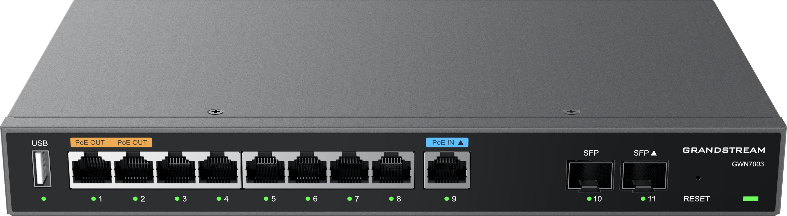 USB
PoE OUT PoE OUT
PoE IN ▲
SFP
SFP ▲
GRANDSTREAM
GWN7003
1 2 3 4 5 6 7 8 9 10 11
RESET